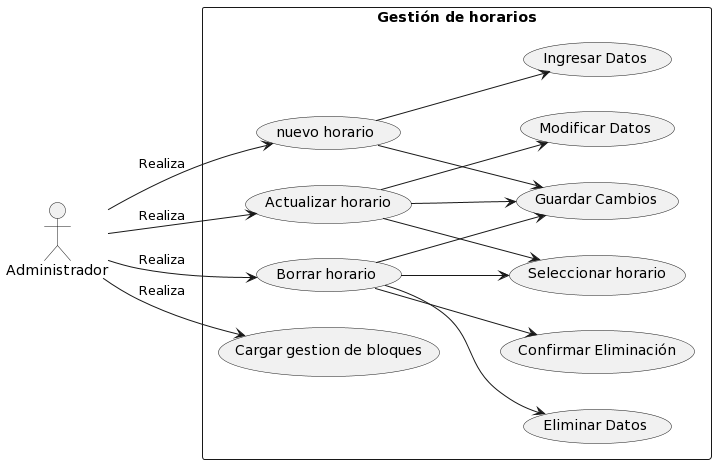 Gestión de horarios
Ingresar Datos
nuevo horario
Modificar Datos
Realiza
Actualizar horario
Guardar Cambios
Realiza
Administrador
Realiza
Borrar horario
Seleccionar horario
Realiza
Cargar gestion de bloques
Confirmar Eliminación
Eliminar Datos